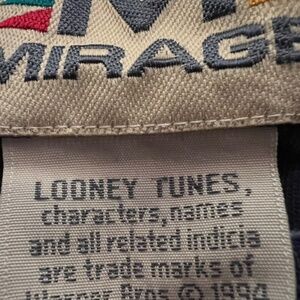 M
MIRAGE
LOONEY TUNES,
characters, names
and all related indicia
are trade marks of
Warner Bros © 1994